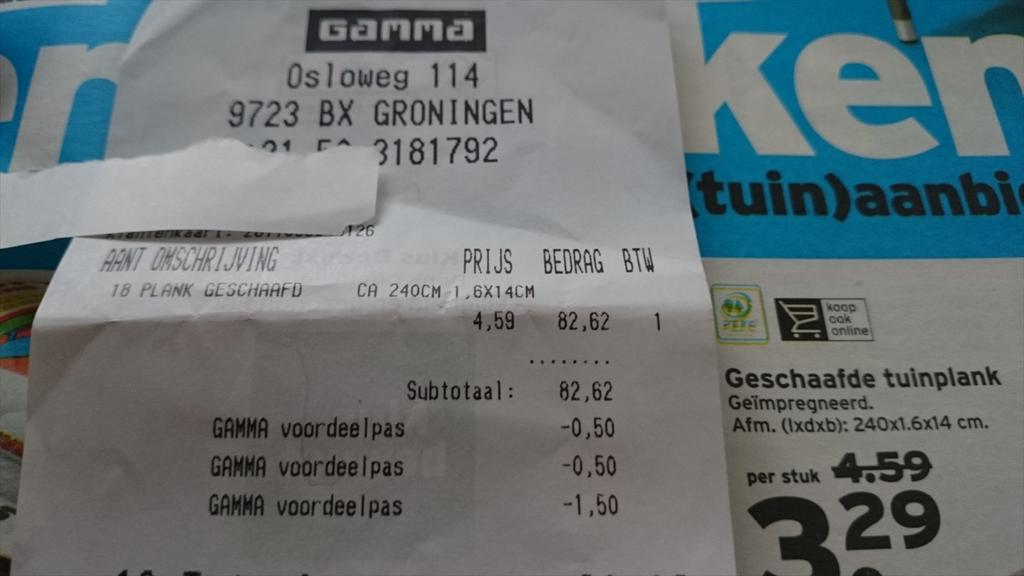 GAMMA
Osloweg 114
9723 BX GRONINGEN
3181792
126
AANT OMSCHRIJVING PRIJS BEDRAG BTW
18 PLANK GESCHAAFD CA 240CM 1,6X14CM
4,59 82,62 1
........
Subtotaal: 82,62
GAMMA voordeelpas -0,50
GAMMA voordeelpas -0,50
GAMMA voordeelpas -1,50
en
ken
(tuin)aanbi
PEFC
koop
ook
online
Geschaafde tuinplank
Geïmpregneerd.
Afm. (lxdxb): 240x1.6x14 cm.
per stuk 4.59
3.29